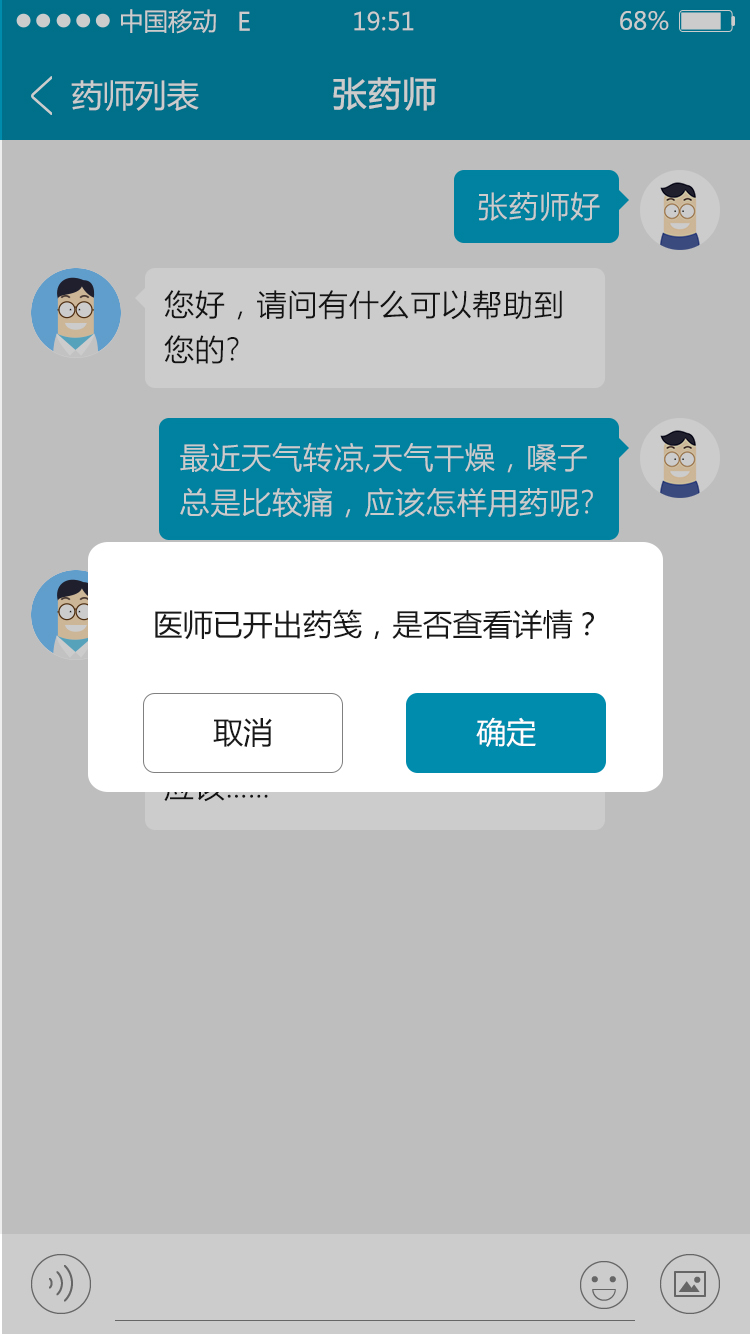 中国移动 E 19:51 68%
药师列表 张药师
张药师好
您好，请问有什么可以帮助到
您的?
最近天气转凉,天气干燥，嗓子
总是比较痛，应该怎样用药呢?
医师已开出药笺，是否查看详情？
取消 确定
应该......